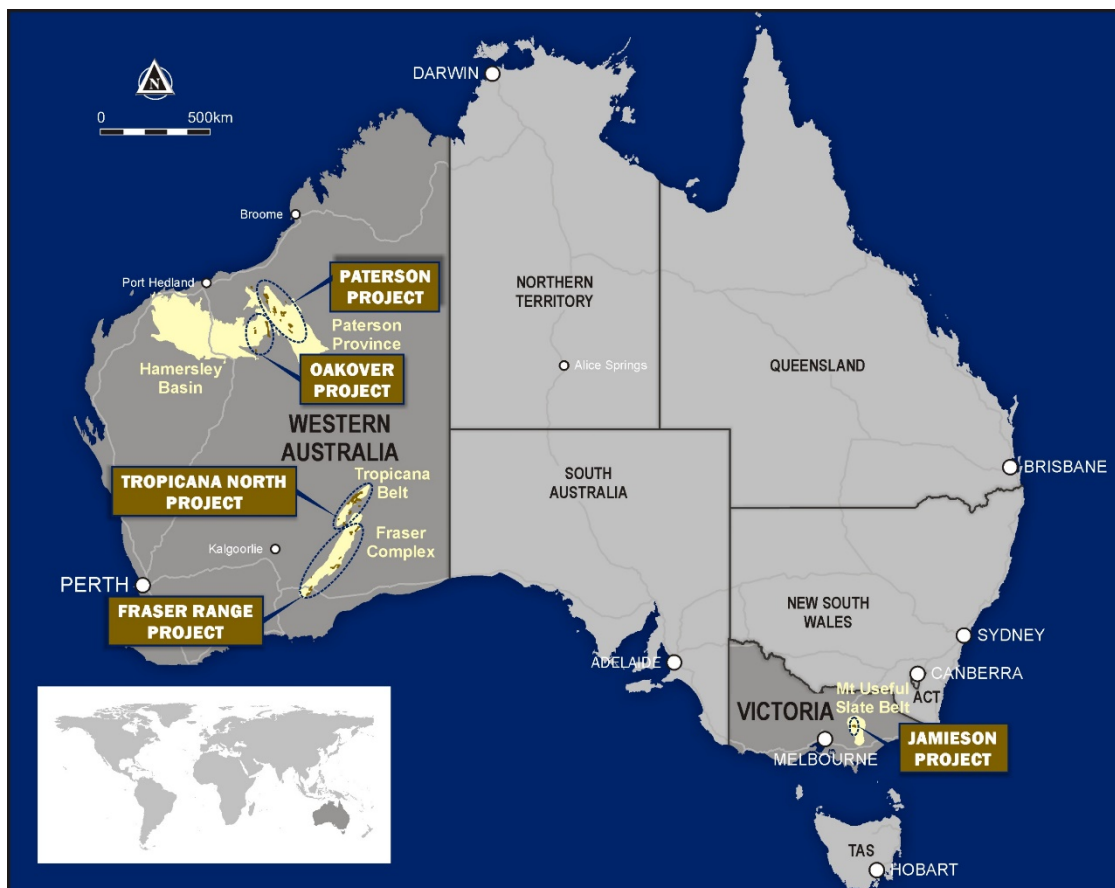 DARWIN
N
0 500km
Broome
Port Hedland
PATERSON
PROJECT
NORTHERN
TERRITORY
Paterson
Province
Hamersley
Basin
OAKOVER
PROJECT
Alice Springs
QUEENSLAND
WESTERN
AUSTRALIA
TROPICANA NORTH
PROJECT
Tropicana
Belt
SOUTH
AUSTRALIA
BRISBANE
Kalgoorlie
Fraser
Complex
PERTH
FRASER RANGE
PROJECT
NEW SOUTH
WALES
SYDNEY
ADELAIDE
CANBERRA
ACT
Mt Useful
Slate Belt
VICTORIA
MELBOURNE
JAMIESON
PROJECT
TAS
HOBART